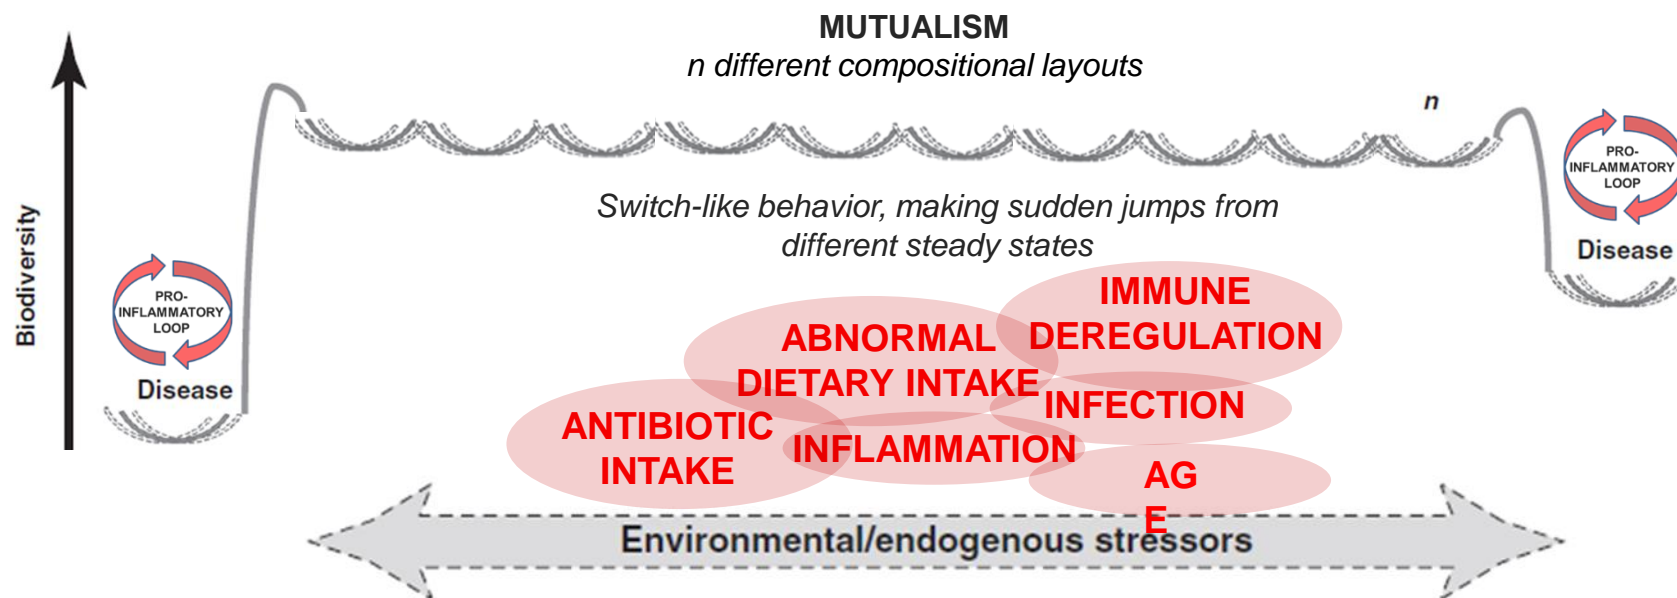 MUTUALISM
n different compositional layouts
n
Biodiversity
PRO-
INFLAMMATORY
LOOP
Disease
PRO-
INFLAMMATORY
LOOP
Disease
Switch-like behavior, making sudden jumps from
different steady states
IMMUNE
DEREGULATION
ABNORMAL
DIETARY INTAKE
INFECTION
ANTIBIOTIC
INTAKE
INFLAMMATION
AG
E
Environmental/endogenous stressors